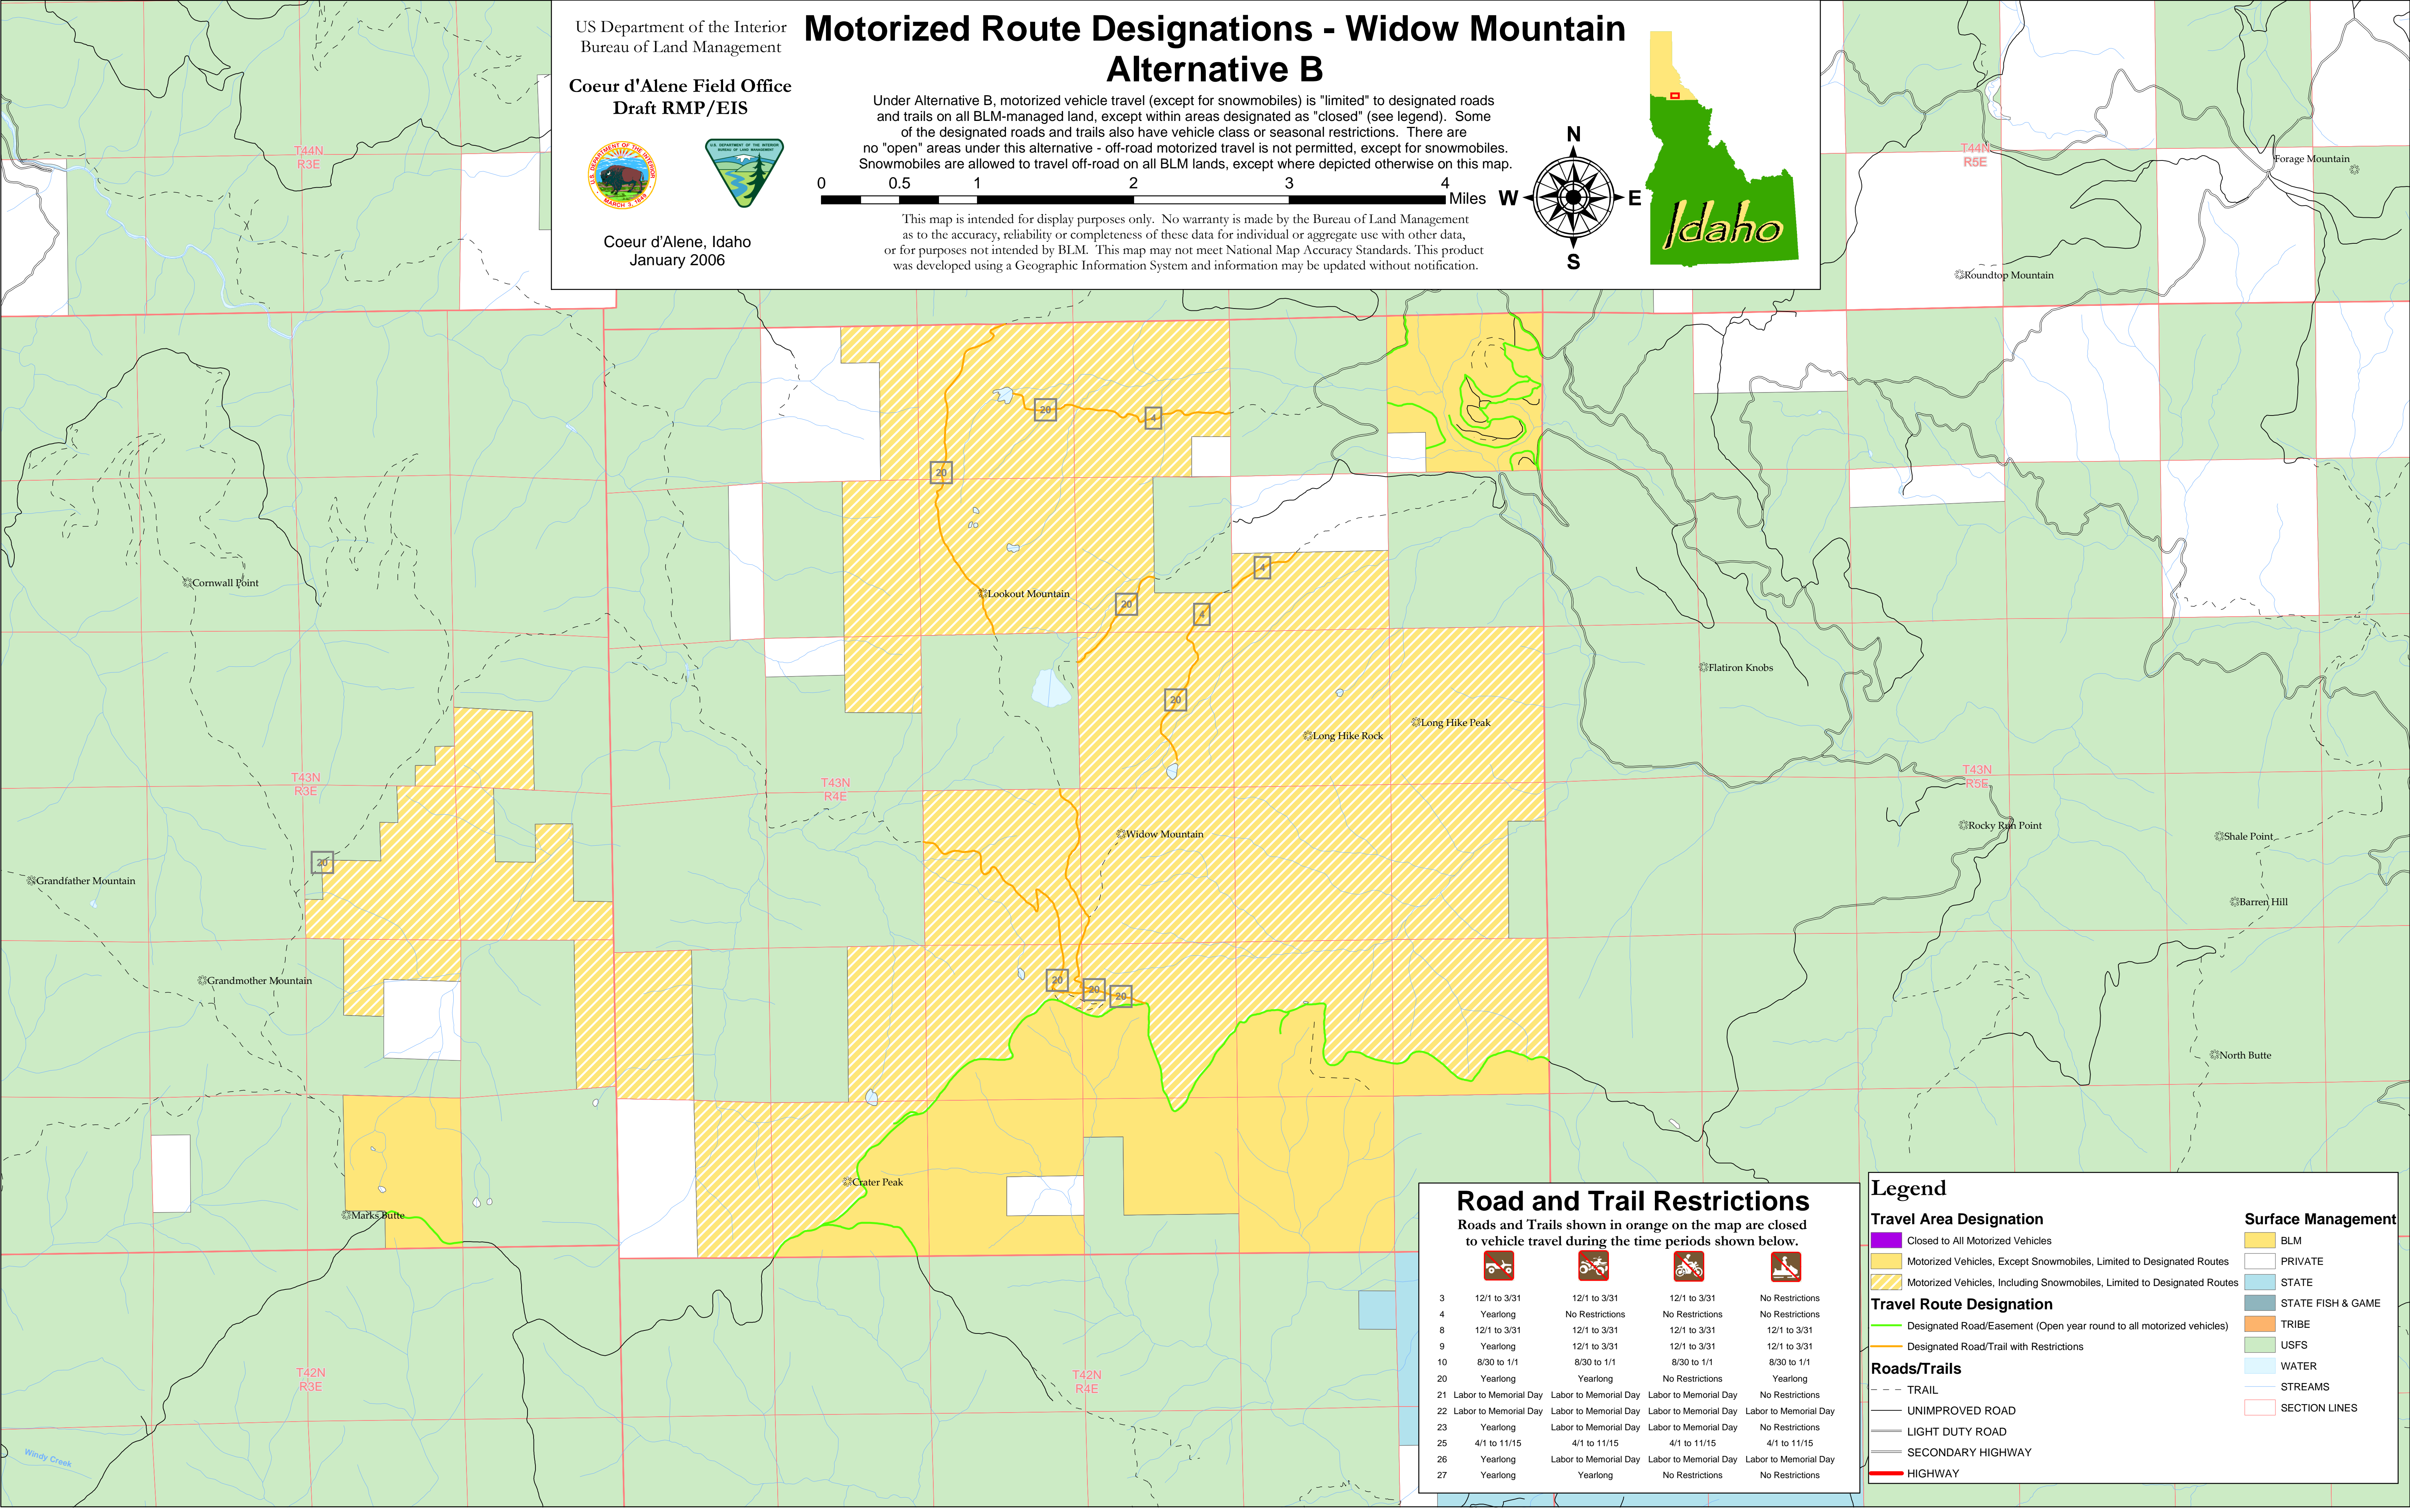 US Department of the Interior
Bureau of Land Management
Coeur d'Alene Field Office
Draft RMP/EIS
U.S. DEPARTMENT OF THE INTERIOR
MARCH 3, 1849
U.S. DEPARTMENT OF THE INTERIOR
BUREAU OF LAND MANAGEMENT
Coeur d'Alene, Idaho
January 2006
Motorized Route Designations - Widow Mountain
Alternative B
Under Alternative B, motorized vehicle travel (except for snowmobiles) is "limited" to designated roads
and trails on all BLM-managed land, except within areas designated as "closed" (see legend).  Some
of the designated roads and trails also have vehicle class or seasonal restrictions.  There are
no "open" areas under this alternative - off-road motorized travel is not permitted, except for snowmobiles.
Snowmobiles are allowed to travel off-road on all BLM lands, except where depicted otherwise on this map.
0 0.5 1 2 3 4
Miles
This map is intended for display purposes only.  No warranty is made by the Bureau of Land Management
as to the accuracy, reliability or completeness of these data for individual or aggregate use with other data,
or for purposes not intended by BLM.  This map may not meet National Map Accuracy Standards. This product
was developed using a Geographic Information System and information may be updated without notification.
N
W E
S
Idaho
T44N
R3E
T44N
R5E
Forage Mountain
Roundtop Mountain
20
4
20
4
Cornwall Point
Lookout Mountain
20
4
Flatiron Knobs
20
Long Hike Peak
Long Hike Rock
T43N
R3E
T43N
R4E
T43N
R5E
Widow Mountain
Rocky Run Point
Shale Point
20
Grandfather Mountain
Barren Hill
Grandmother Mountain
20
20
20
North Butte
Crater Peak
Marks Butte
T42N
R3E
T42N
R4E
Windy Creek
Road and Trail Restrictions
Roads and Trails shown in orange on the map are closed
to vehicle travel during the time periods shown below.
3 12/1 to 3/31 12/1 to 3/31 12/1 to 3/31 No Restrictions
4 Yearlong No Restrictions No Restrictions No Restrictions
8 12/1 to 3/31 12/1 to 3/31 12/1 to 3/31 12/1 to 3/31
9 Yearlong 12/1 to 3/31 12/1 to 3/31 12/1 to 3/31
10 8/30 to 1/1 8/30 to 1/1 8/30 to 1/1 8/30 to 1/1
20 Yearlong Yearlong No Restrictions Yearlong
21 Labor to Memorial Day Labor to Memorial Day Labor to Memorial Day No Restrictions
22 Labor to Memorial Day Labor to Memorial Day Labor to Memorial Day Labor to Memorial Day
23 Yearlong Labor to Memorial Day Labor to Memorial Day No Restrictions
25 4/1 to 11/15 4/1 to 11/15 4/1 to 11/15 4/1 to 11/15
26 Yearlong Labor to Memorial Day Labor to Memorial Day Labor to Memorial Day
27 Yearlong Yearlong No Restrictions No Restrictions
Legend
Travel Area Designation
Closed to All Motorized Vehicles
Motorized Vehicles, Except Snowmobiles, Limited to Designated Routes
Motorized Vehicles, Including Snowmobiles, Limited to Designated Routes
Travel Route Designation
Designated Road/Easement (Open year round to all motorized vehicles)
Designated Road/Trail with Restrictions
Roads/Trails
TRAIL
UNIMPROVED ROAD
LIGHT DUTY ROAD
SECONDARY HIGHWAY
HIGHWAY
Surface Management
BLM
PRIVATE
STATE
STATE FISH & GAME
TRIBE
USFS
WATER
STREAMS
SECTION LINES